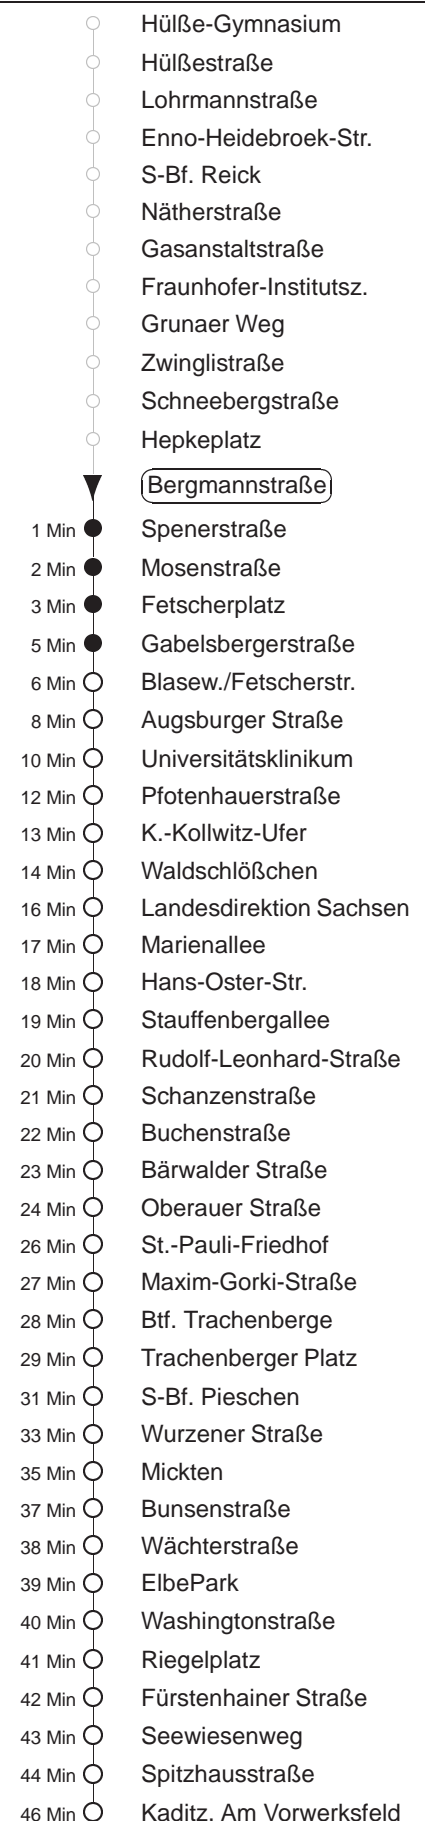 Hülße-Gymnasium
Hülßestraße
Lohrmannstraße
Enno-Heidebroek-Str.
S-Bf. Reick
Nätherstraße
Gasanstaltstraße
Fraunhofer-Institutsz.
Grunaer Weg
Zwinglistraße
Schneebergstraße
Hepkeplatz
Bergmannstraße
1 Min Spenerstraße
2 Min Mosenstraße
3 Min Fetscherplatz
5 Min Gabelsbergerstraße
6 Min Blasew./Fetscherstr.
8 Min Augsburger Straße
10 Min Universitätsklinikum
12 Min Pfotenhauerstraße
13 Min K.-Kollwitz-Ufer
14 Min Waldschlößchen
16 Min Landesdirektion Sachsen
17 Min Marienallee
18 Min Hans-Oster-Str.
19 Min Stauffenbergallee
20 Min Rudolf-Leonhard-Straße
21 Min Schanzenstraße
22 Min Buchenstraße
23 Min Bärwalder Straße
24 Min Oberauer Straße
26 Min St.-Pauli-Friedhof
27 Min Maxim-Gorki-Straße
28 Min Btf. Trachenberge
29 Min Trachenberger Platz
31 Min S-Bf. Pieschen
33 Min Wurzener Straße
35 Min Mickten
37 Min Bunsenstraße
38 Min Wächterstraße
39 Min ElbePark
40 Min Washingtonstraße
41 Min Riegelplatz
42 Min Fürstenhainer Straße
43 Min Seewiesenweg
44 Min Spitzhausstraße
46 Min Kaditz, Am Vorwerksfeld